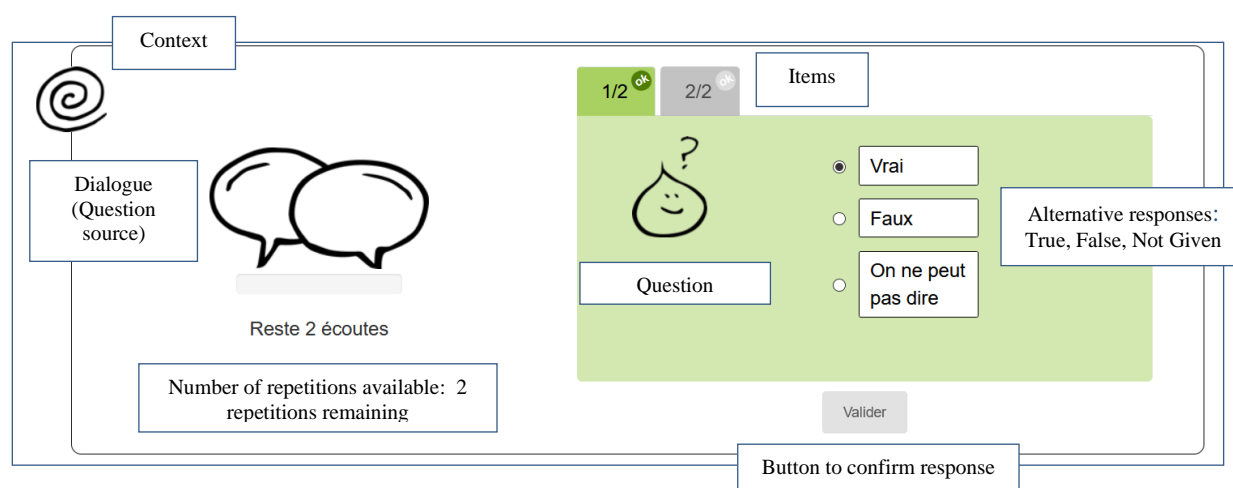 Context
1/2 ok
2/2 ok
Items
Dialogue
(Question
source)
?
Vrai
Faux
On ne peut
pas dire
Alternative responses:
True, False, Not Given
Question
Reste 2 écoutes
Number of repetitions available: 2
repetitions remaining
Valider
Button to confirm response